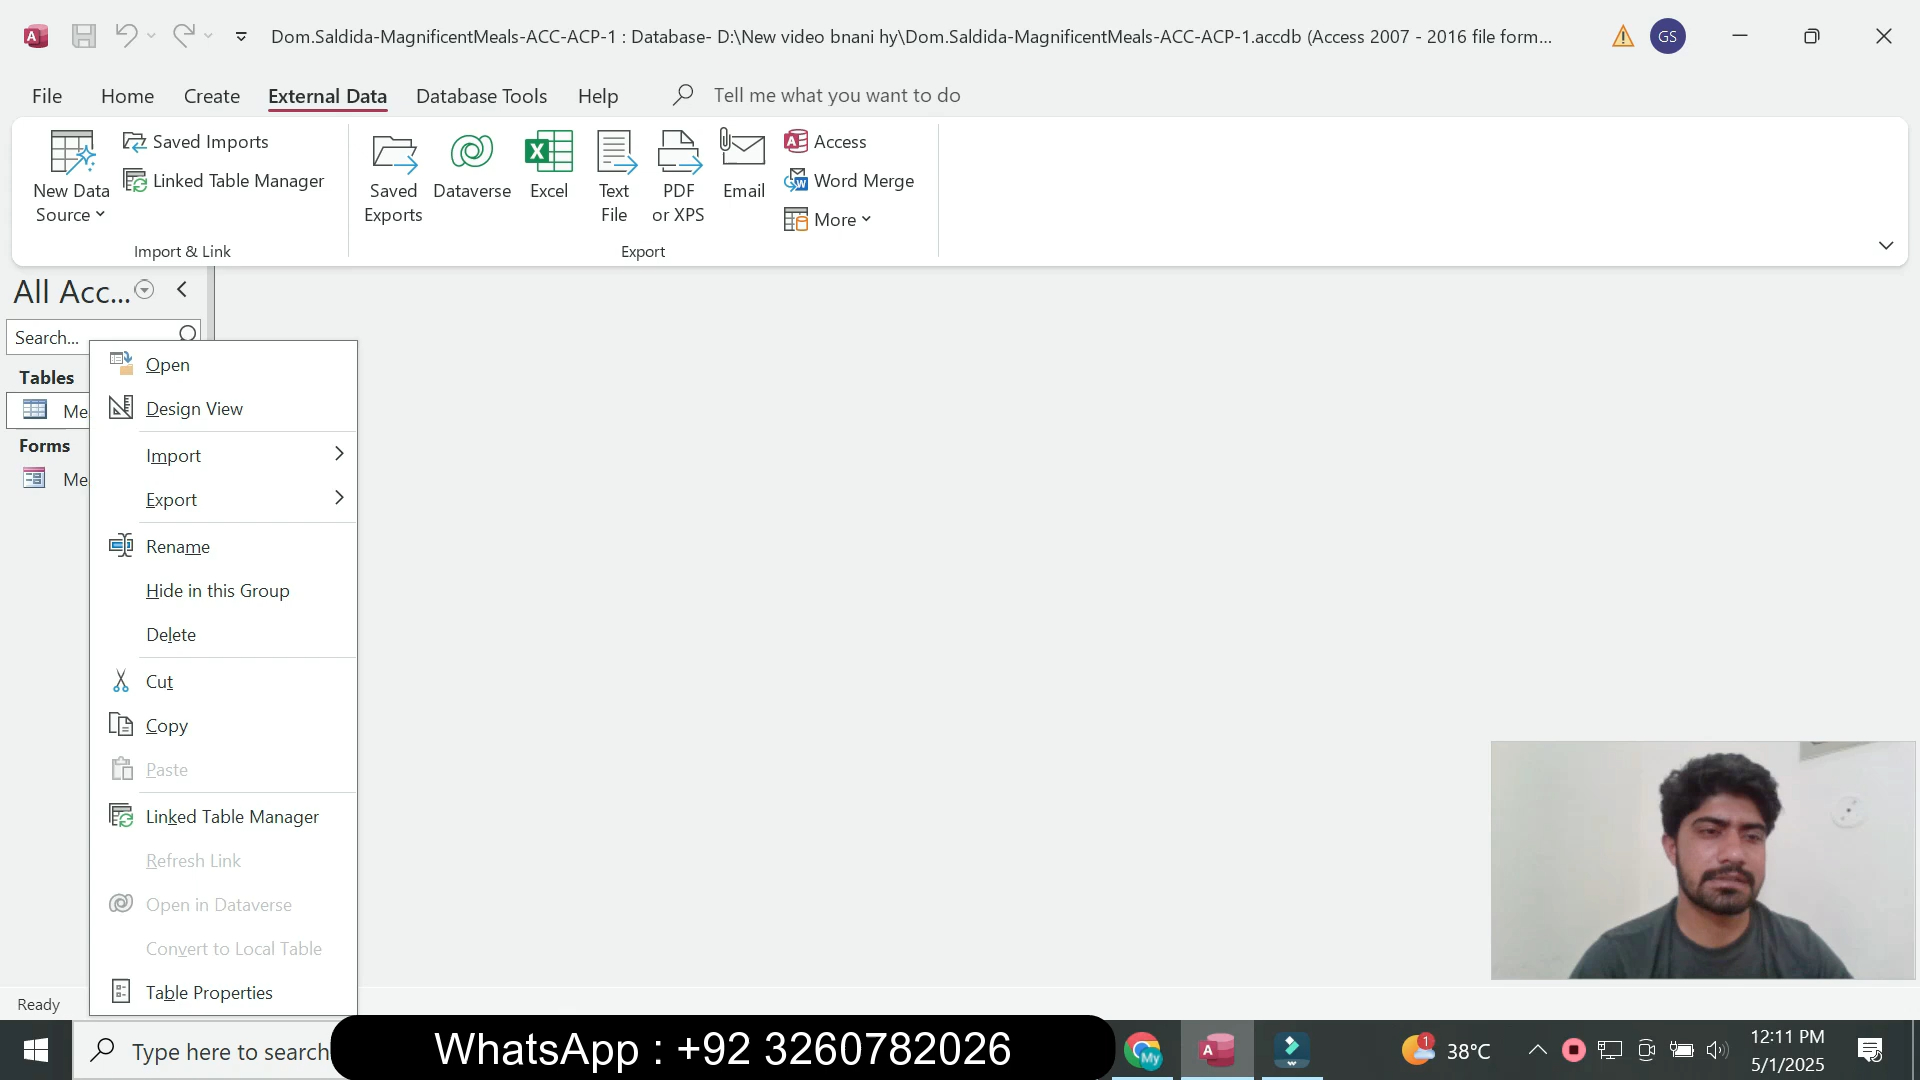 Dom.Saldida-MagnificentMeals-ACC-ACP-1 : Database- D:\New video bnani hy\Dom.Saldida-MagnificentMeals-ACC-ACP-1.accdb (Access 2007 - 2016 file form...
GS
File Home Create External Data Database Tools Help Tell me what you want to do
New Data Source
Saved Imports
Linked Table Manager
Import & Link
Saved Exports
Dataverse
Excel
Text File
PDF or XPS
Email
Access
Word Merge
More
Export
All Acc...
Search...
Tables
Me
Forms
Me
Open
Design View
Import
Export
Rename
Hide in this Group
Delete
Cut
Copy
Paste
Linked Table Manager
Refresh Link
Open in Dataverse
Convert to Local Table
Table Properties
Ready
Type here to search
WhatsApp : +92 3260782026
My
1
38°C
12:11 PM
5/1/2025